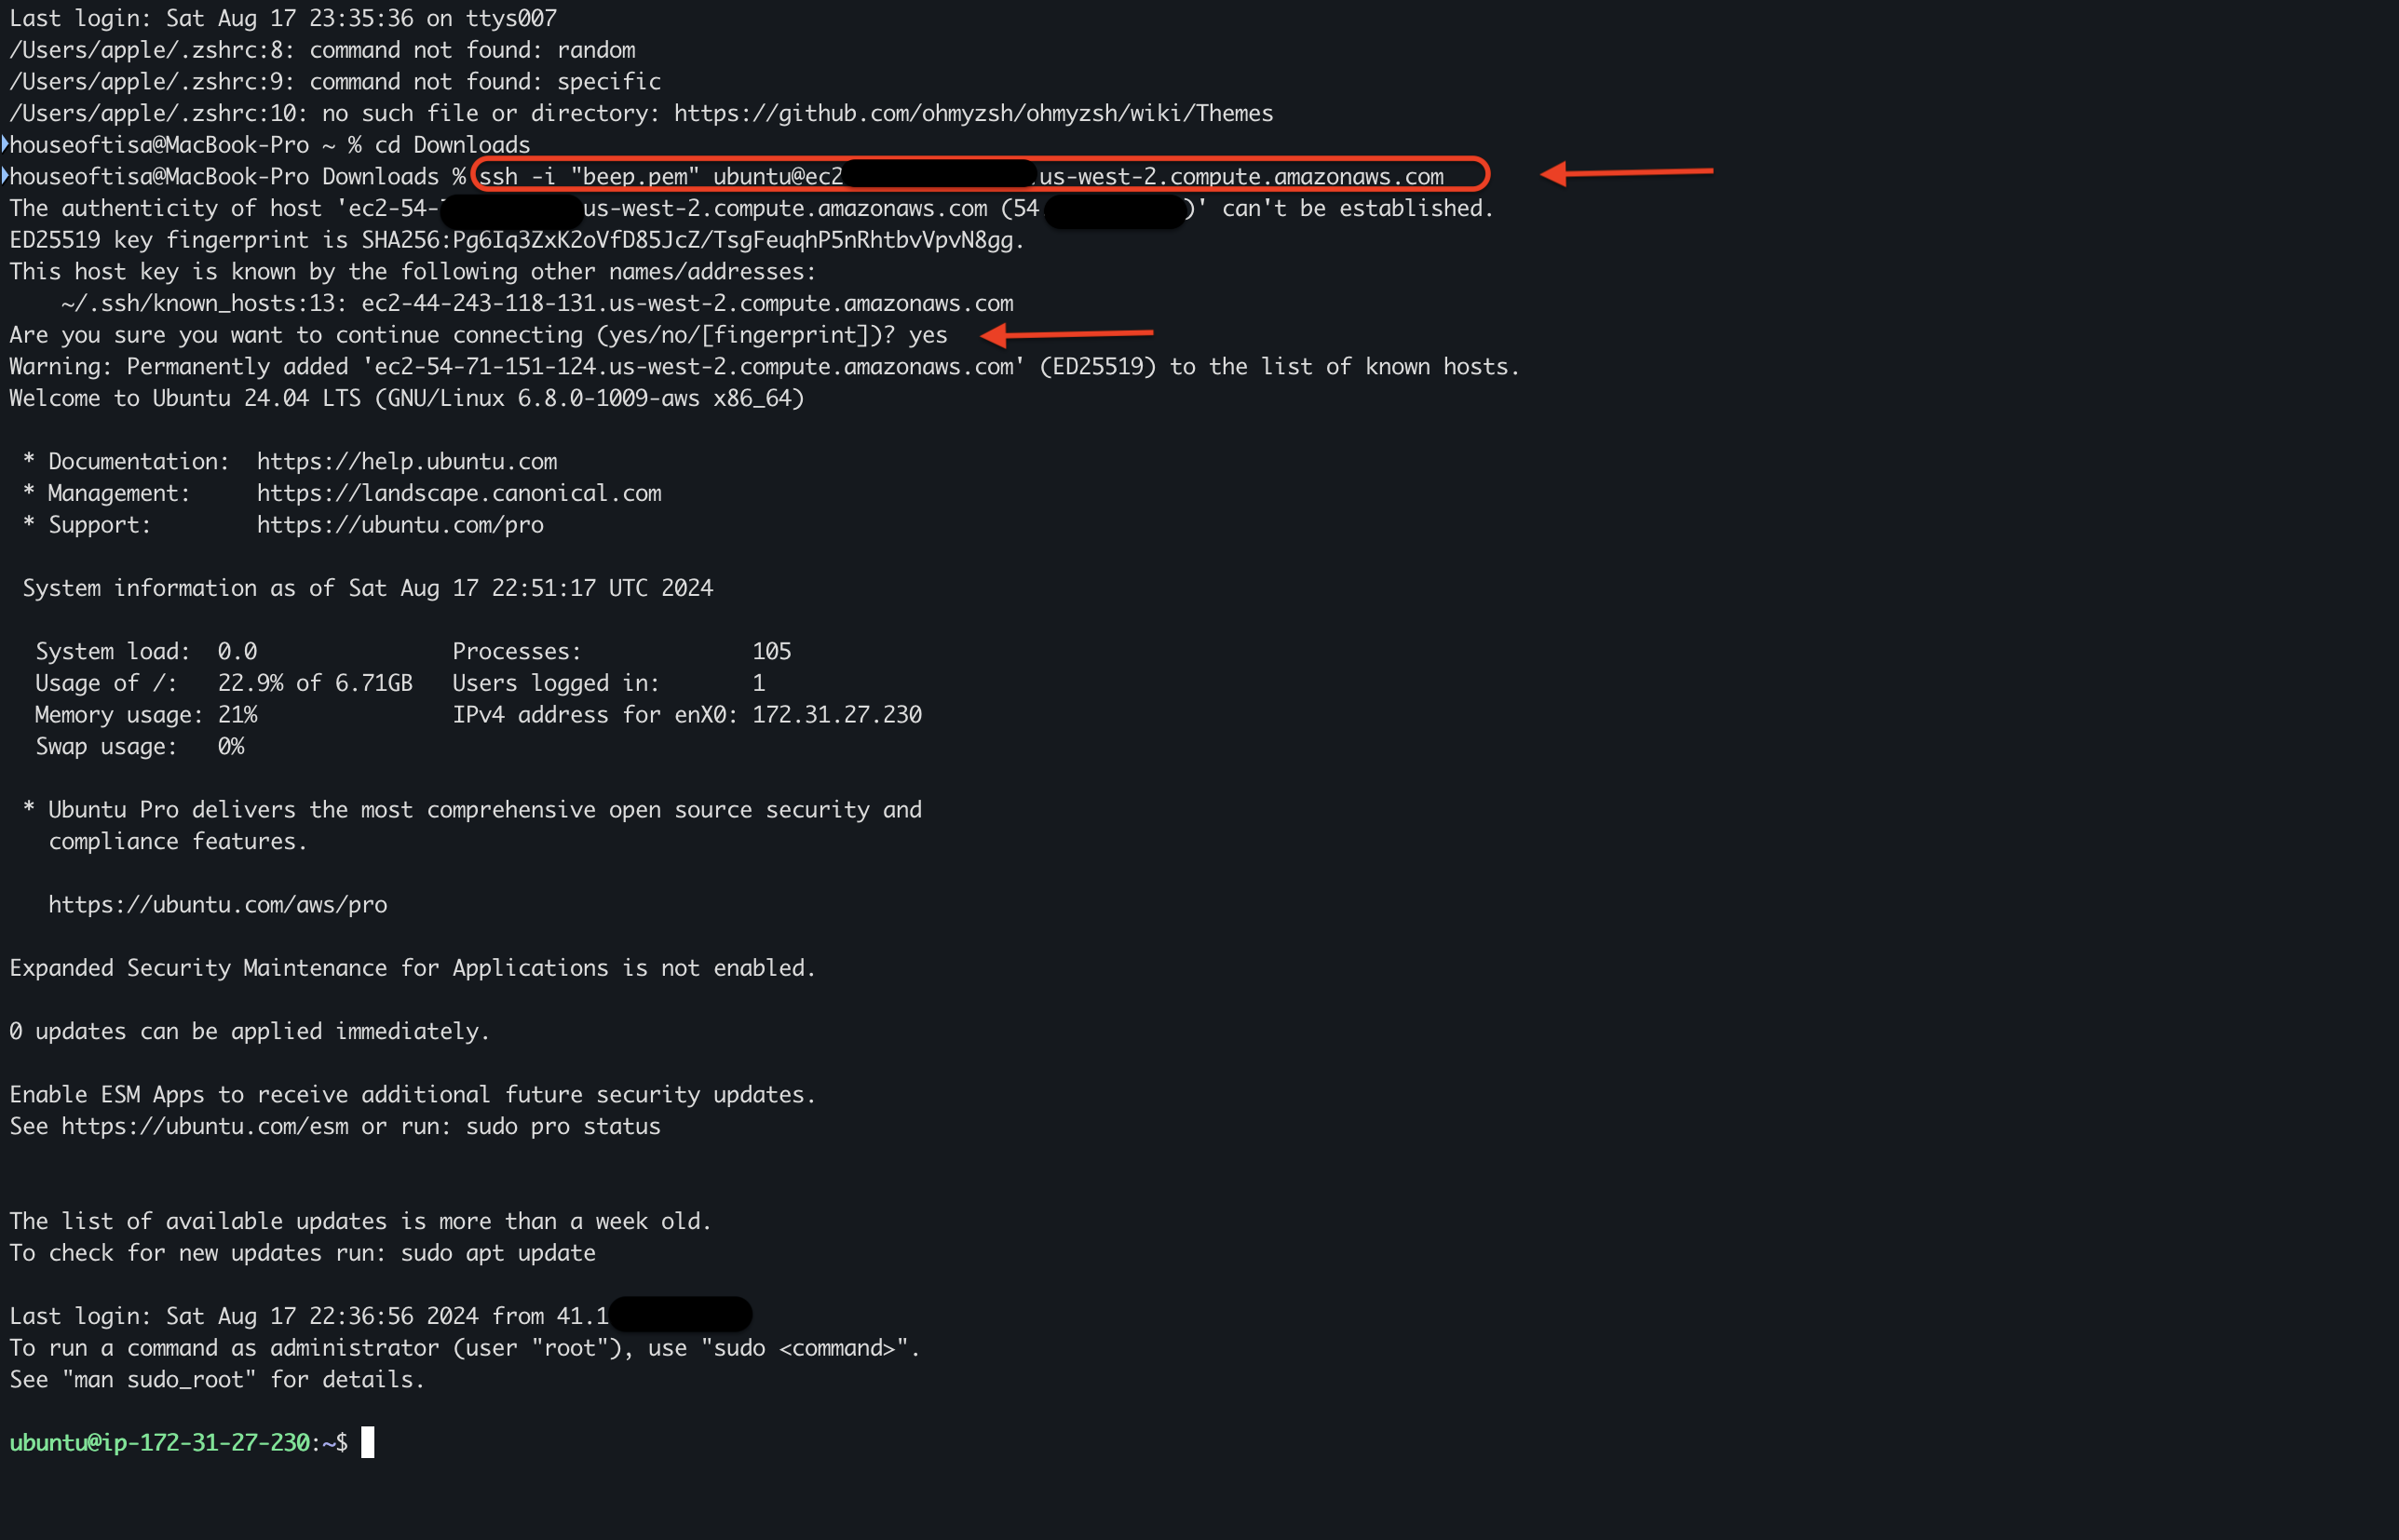 Last login: Sat Aug 17 23:35:36 on ttys007
/Users/apple/.zshrc:8: command not found: random
/Users/apple/.zshrc:9: command not found: specific
/Users/apple/.zshrc:10: no such file or directory: https://github.com/ohmyzsh/ohmyzsh/wiki/Themes
houseoftisa@MacBook-Pro ~ % cd Downloads
houseoftisa@MacBook-Pro Downloads % ssh -i "beep.pem" ubuntu@ec2 .us-west-2.compute.amazonaws.com
The authenticity of host 'ec2-54- us-west-2.compute.amazonaws.com (54 )' can't be established.
ED25519 key fingerprint is SHA256:Pg6Iq3ZxK2oVfD85JcZ/TsgFeuqhP5nRhtbvVpvN8gg.
This host key is known by the following other names/addresses:
    ~/.ssh/known_hosts:13: ec2-44-243-118-131.us-west-2.compute.amazonaws.com
Are you sure you want to continue connecting (yes/no/[fingerprint])? yes
Warning: Permanently added 'ec2-54-71-151-124.us-west-2.compute.amazonaws.com' (ED25519) to the list of known hosts.
Welcome to Ubuntu 24.04 LTS (GNU/Linux 6.8.0-1009-aws x86_64)
 * Documentation:  https://help.ubuntu.com
 * Management:     https://landscape.canonical.com
 * Support:        https://ubuntu.com/pro
 System information as of Sat Aug 17 22:51:17 UTC 2024
  System load:  0.0               Processes:             105
  Usage of /:   22.9% of 6.71GB   Users logged in:       1
  Memory usage: 21%               IPv4 address for enX0: 172.31.27.230
  Swap usage:   0%
 * Ubuntu Pro delivers the most comprehensive open source security and
   compliance features.
   https://ubuntu.com/aws/pro
Expanded Security Maintenance for Applications is not enabled.
0 updates can be applied immediately.
Enable ESM Apps to receive additional future security updates.
See https://ubuntu.com/esm or run: sudo pro status
The list of available updates is more than a week old.
To check for new updates run: sudo apt update
Last login: Sat Aug 17 22:36:56 2024 from 41.1
To run a command as administrator (user "root"), use "sudo <command>".
See "man sudo_root" for details.
ubuntu@ip-172-31-27-230:~$